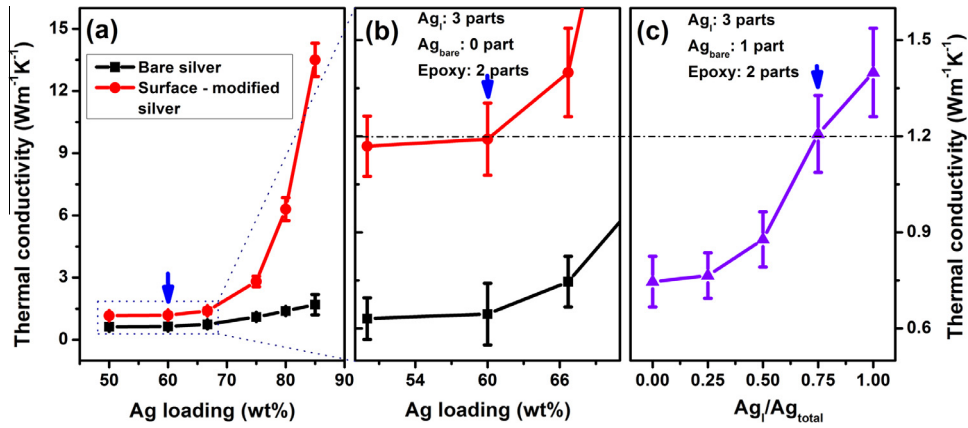 (a)
Thermal conductivity (Wm⁻¹K⁻¹)
15
12
9
6
3
0
Bare silver
Surface - modified
silver
50 60 70 80 90
Ag loading (wt%)
(b)
Ag_I: 3 parts
Ag_bare: 0 part
Epoxy: 2 parts
54 60 66
Ag loading (wt%)
(c)
Ag_I: 3 parts
Ag_bare: 1 part
Epoxy: 2 parts
0.00 0.25 0.50 0.75 1.00
Ag_I/Ag_total
1.5
1.2
0.9
0.6
Thermal conductivity (Wm⁻¹K⁻¹)